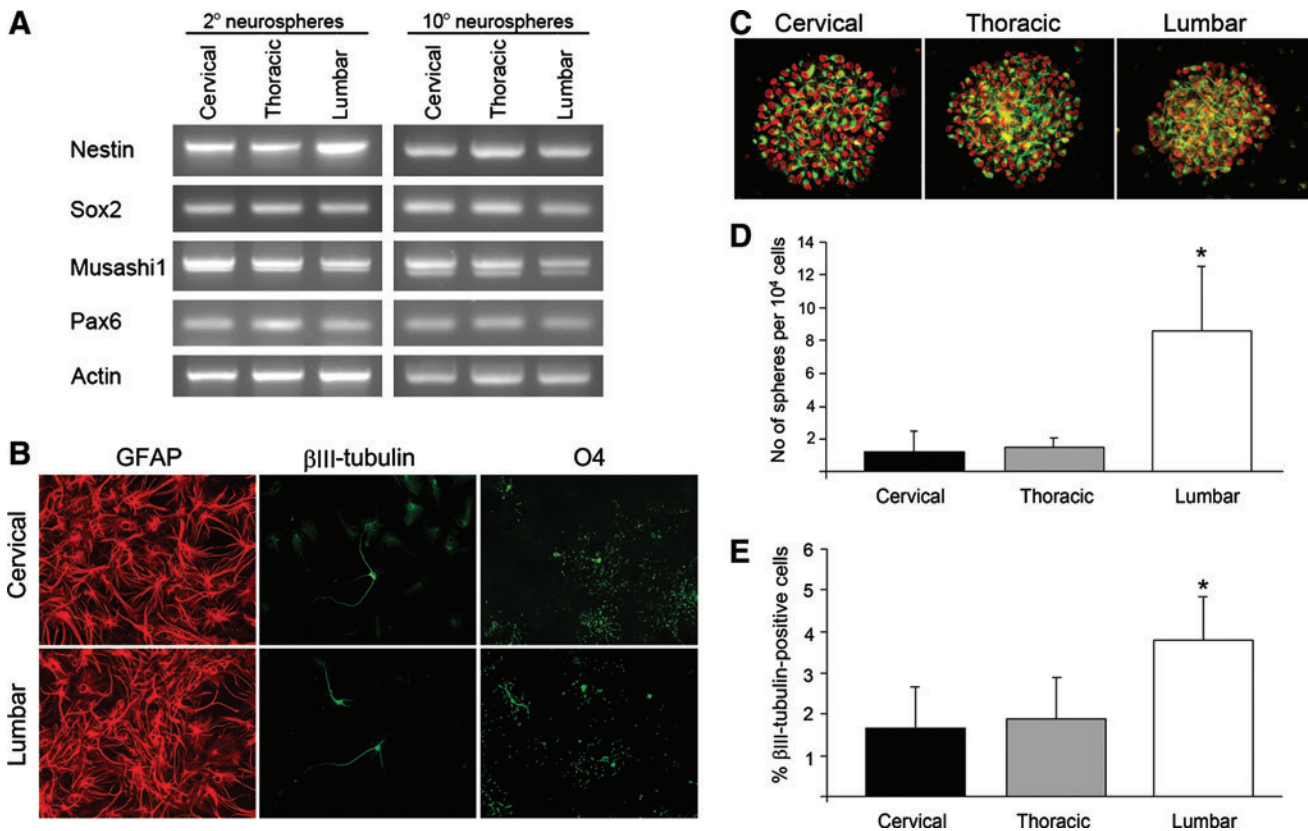 A
2° neurospheres
10° neurospheres
Cervical
Thoracic
Lumbar
Cervical
Thoracic
Lumbar
Nestin
Sox2
Musashi1
Pax6
Actin
B
GFAP
βIII-tubulin
O4
Cervical
Lumbar
C
Cervical
Thoracic
Lumbar
D
No of spheres per 10⁴ cells
14
12
10
8
6
4
2
*
Cervical
Thoracic
Lumbar
E
% βIII-tubulin-positive cells
6
5
4
3
2
1
*
Cervical
Thoracic
Lumbar